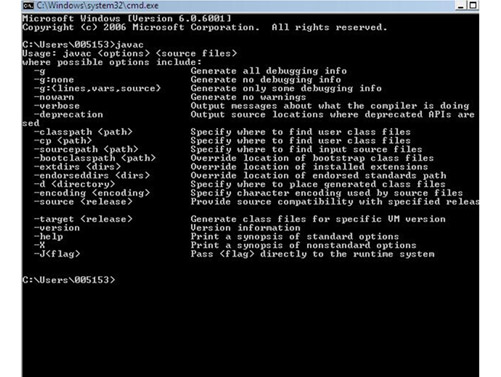 C:\Windows\system32\cmd.exe
Microsoft Windows [Version 6.0.6001]
Copyright (c) 2006 Microsoft Corporation.  All rights reserved.
C:\Users\005153>javac
Usage: javac <options> <source files>
where possible options include:
  -g                         Generate all debugging info
  -g:none                    Generate no debugging info
  -g:{lines,vars,source}     Generate only some debugging info
  -nowarn                    Generate no warnings
  -verbose                   Output messages about what the compiler is doing
  -deprecation               Output source locations where deprecated APIs are
sed
  -classpath <path>          Specify where to find user class files
  -cp <path>                 Specify where to find user class files
  -sourcepath <path>         Specify where to find input source files
  -bootclasspath <path>      Override location of bootstrap class files
  -extdirs <dirs>            Override location of installed extensions
  -endorseddirs <dirs>       Override location of endorsed standards path
  -d <directory>             Specify where to place generated class files
  -encoding <encoding>       Specify character encoding used by source files
  -source <release>          Provide source compatibility with specified releas
  -target <release>          Generate class files for specific VM version
  -version                   Version information
  -help                      Print a synopsis of standard options
  -X                         Print a synopsis of nonstandard options
  -J<flag>                   Pass <flag> directly to the runtime system
C:\Users\005153>